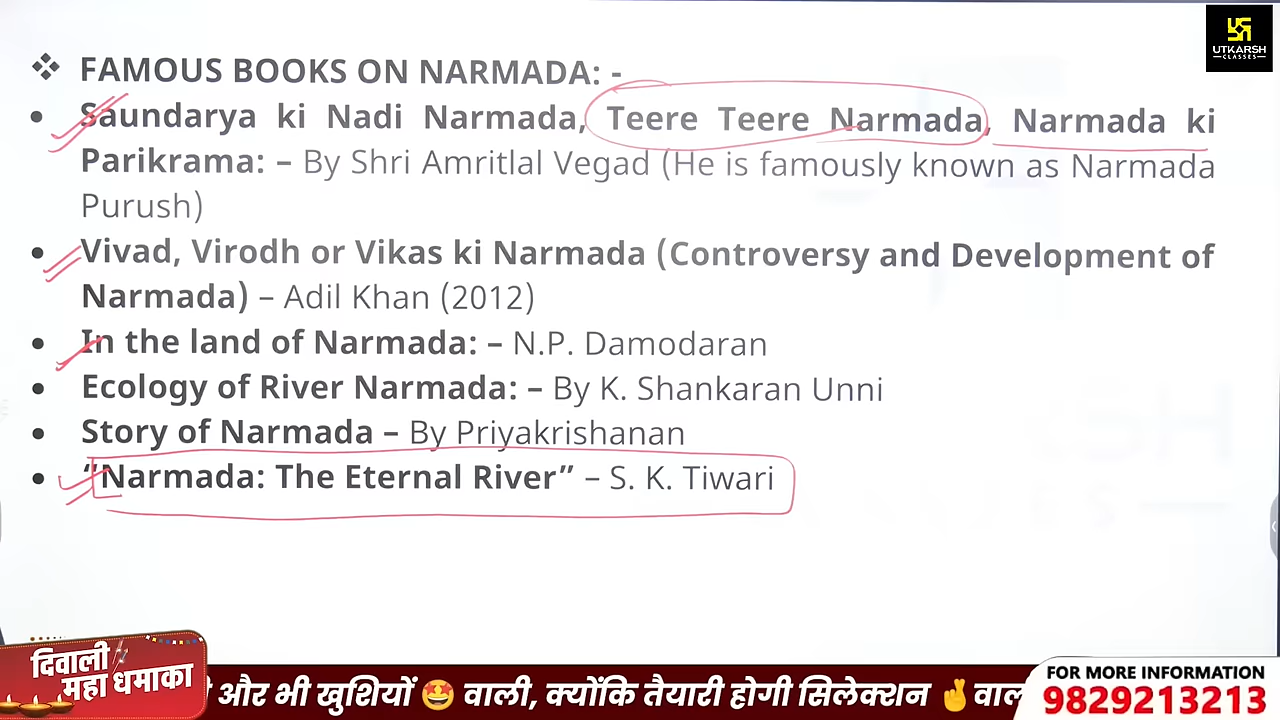 UTKARSH
CLASSES
❖ FAMOUS BOOKS ON NARMADA: -
• Saundarya ki Nadi Narmada, Teere Teere Narmada, Narmada ki
Parikrama: – By Shri Amritlal Vegad (He is famously known as Narmada
Purush)
• Vivad, Virodh or Vikas ki Narmada (Controversy and Development of
Narmada) – Adil Khan (2012)
• In the land of Narmada: – N.P. Damodaran
• Ecology of River Narmada: – By K. Shankaran Unni
• Story of Narmada – By Priyakrishanan
• “Narmada: The Eternal River” – S. K. Tiwari
दिवाली
महा धमाका
और भी खुशियों 🤩 वाली, क्योंकि तैयारी होगी सिलेक्शन 🤞 वाल
FOR MORE INFORMATION
9829213213